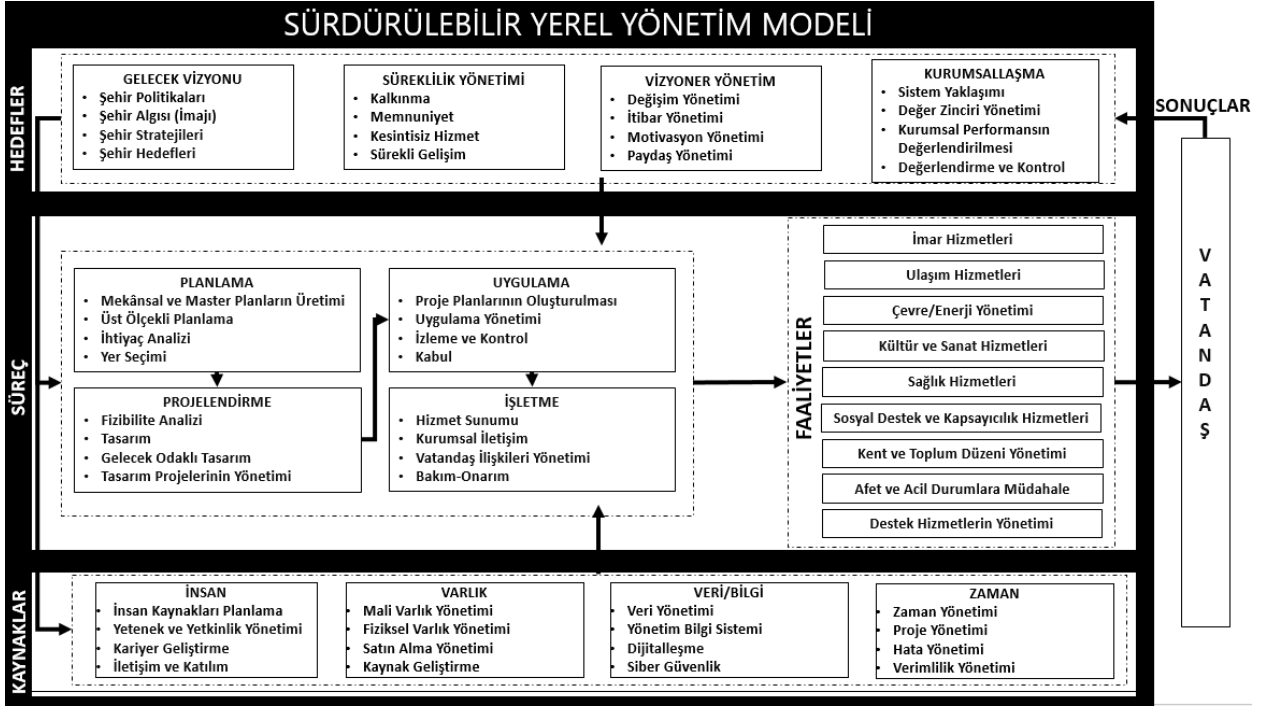 SÜRDÜRÜLEBİLİR YEREL YÖNETİM MODELİ
HEDEFLER
GELECEK VİZYONU
• Şehir Politikaları
• Şehir Algısı (İmajı)
• Şehir Stratejileri
• Şehir Hedefleri
SÜREKLİLİK YÖNETİMİ
• Kalkınma
• Memnuniyet
• Kesintisiz Hizmet
• Sürekli Gelişim
VİZYONER YÖNETİM
• Değişim Yönetimi
• İtibar Yönetimi
• Motivasyon Yönetimi
• Paydaş Yönetimi
KURUMSALLAŞMA
• Sistem Yaklaşımı
• Değer Zinciri Yönetimi
• Kurumsal Performansın
Değerlendirilmesi
• Değerlendirme ve Kontrol
SONUÇLAR
SÜREÇ
PLANLAMA
• Mekânsal ve Master Planların Üretimi
• Üst Ölçekli Planlama
• İhtiyaç Analizi
• Yer Seçimi
PROJELENDİRME
• Fizibilite Analizi
• Tasarım
• Gelecek Odaklı Tasarım
• Tasarım Projelerinin Yönetimi
UYGULAMA
• Proje Planlarının Oluşturulması
• Uygulama Yönetimi
• İzleme ve Kontrol
• Kabul
İŞLETME
• Hizmet Sunumu
• Kurumsal İletişim
• Vatandaş İlişkileri Yönetimi
• Bakım-Onarım
FAALİYETLER
İmar Hizmetleri
Ulaşım Hizmetleri
Çevre/Enerji Yönetimi
Kültür ve Sanat Hizmetleri
Sağlık Hizmetleri
Sosyal Destek ve Kapsayıcılık Hizmetleri
Kent ve Toplum Düzeni Yönetimi
Afet ve Acil Durumlara Müdahale
Destek Hizmetlerin Yönetimi
VATANDAŞ
KAYNAKLAR
İNSAN
• İnsan Kaynakları Planlama
• Yetenek ve Yetkinlik Yönetimi
• Kariyer Geliştirme
• İletişim ve Katılım
VARLIK
• Mali Varlık Yönetimi
• Fiziksel Varlık Yönetimi
• Satın Alma Yönetimi
• Kaynak Geliştirme
VERİ/BİLGİ
• Veri Yönetimi
• Yönetim Bilgi Sistemi
• Dijitalleşme
• Siber Güvenlik
ZAMAN
• Zaman Yönetimi
• Proje Yönetimi
• Hata Yönetimi
• Verimlilik Yönetimi